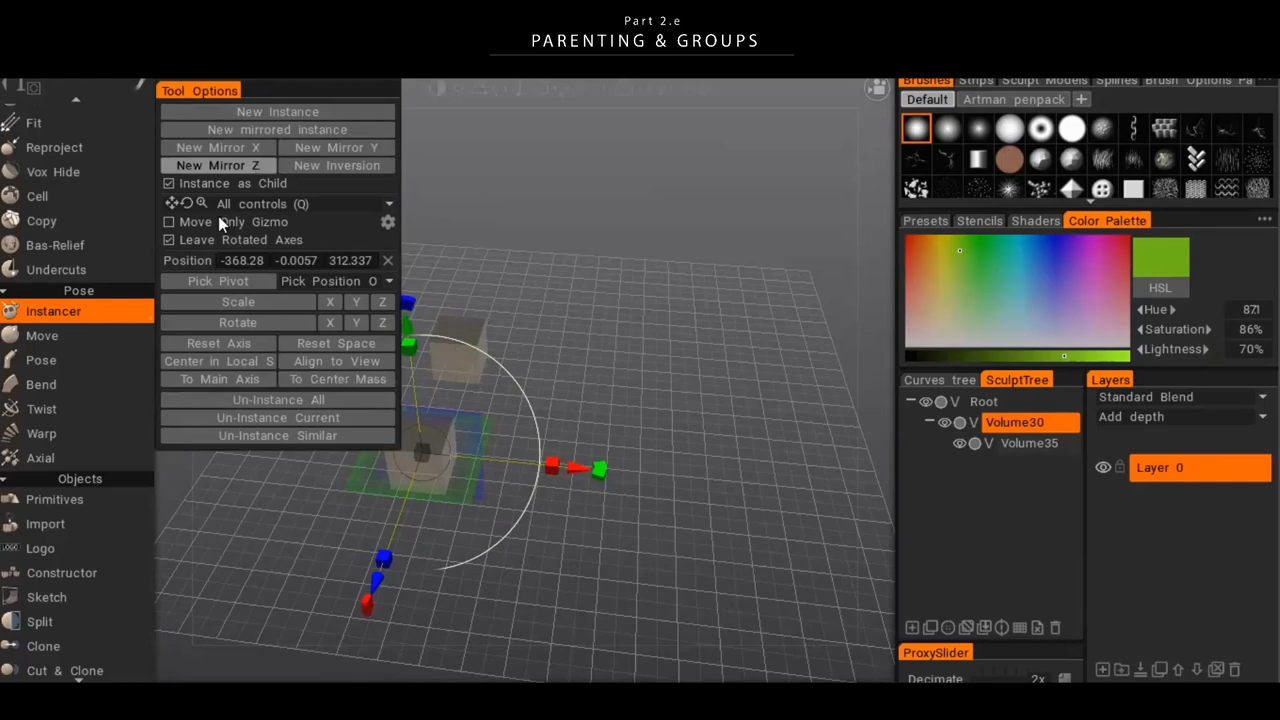 Part 2.e
PARENTING & GROUPS
Fit
Reproject
Vox Hide
Cell
Copy
Bas-Relief
Undercuts
Pose
Instancer
Move
Pose
Bend
Twist
Warp
Axial
Objects
Primitives
Import
LOGO Logo
Constructor
Sketch
Split
Clone
Cut & Clone
Tool Options
New Instance
New mirrored instance
New Mirror X New Mirror Y
New Mirror Z New Inversion
Instance as Child
All controls (Q)
Move Only Gizmo
Leave Rotated Axes
Position -368.28 -0.0057 312.337
Pick Pivot Pick Position O
Scale X Y Z
Rotate X Y Z
Reset Axis Reset Space
Center in Local S Align to View
To Main Axis To Center Mass
Un-Instance All
Un-Instance Current
Un-Instance Similar
Brushes Strips Sculpt Models Splines Brush Options Pa
Default Artman penpack
Presets Stencils Shaders Color Palette
HSL
Hue 87.1
Saturation 86%
Lightness 70%
Curves tree SculptTree
V Root
V Volume30
V Volume35
Layers
Standard Blend
Add depth
Layer 0
ProxySlider
Decimate 2x